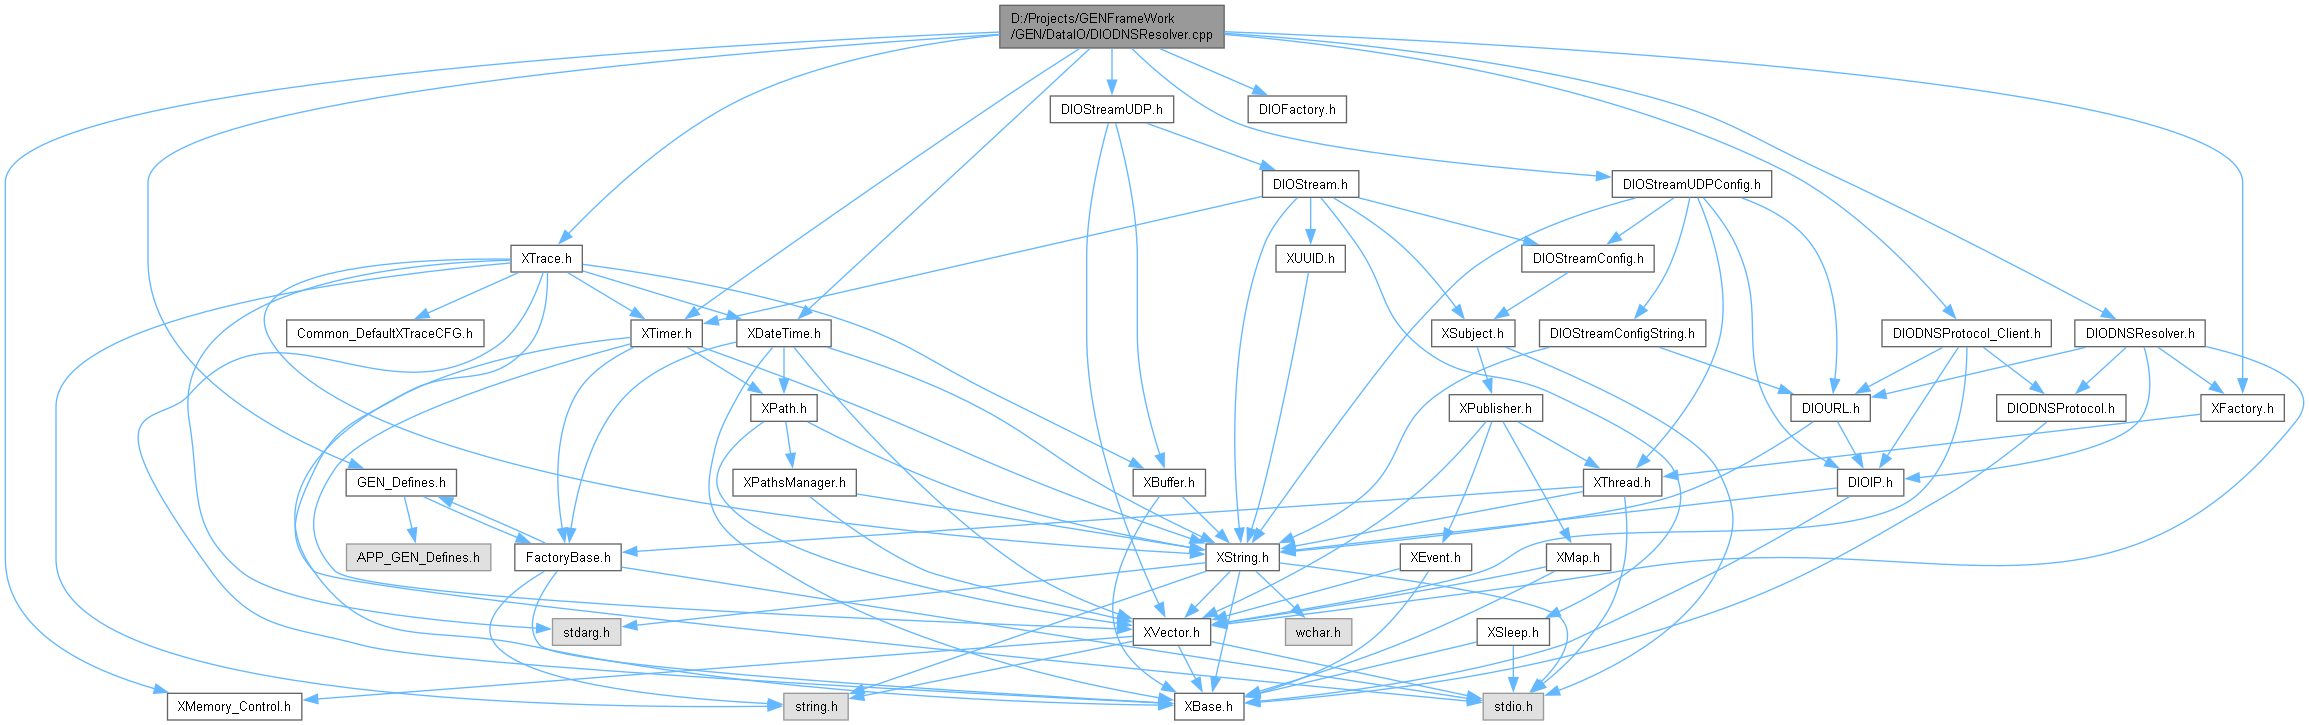 D:/Projects/GENFrameWork
/GEN/DataIO/DIODNSResolver.cpp
DIOStreamUDP.h
DIOFactory.h
DIOStream.h
DIOStreamUDPConfig.h
XTrace.h
XUUID.h
DIOStreamConfig.h
Common_DefaultXTraceCFG.h
XTimer.h
XDateTime.h
XSubject.h
DIOStreamConfigString.h
DIODNSProtocol_Client.h
DIODNSResolver.h
XPath.h
XPublisher.h
DIOURL.h
DIODNSProtocol.h
XFactory.h
GEN_Defines.h
XPathsManager.h
XBuffer.h
XThread.h
DIOIP.h
APP_GEN_Defines.h
FactoryBase.h
XString.h
XEvent.h
XMap.h
stdarg.h
XVector.h
wchar.h
XSleep.h
XMemory_Control.h
string.h
XBase.h
stdio.h